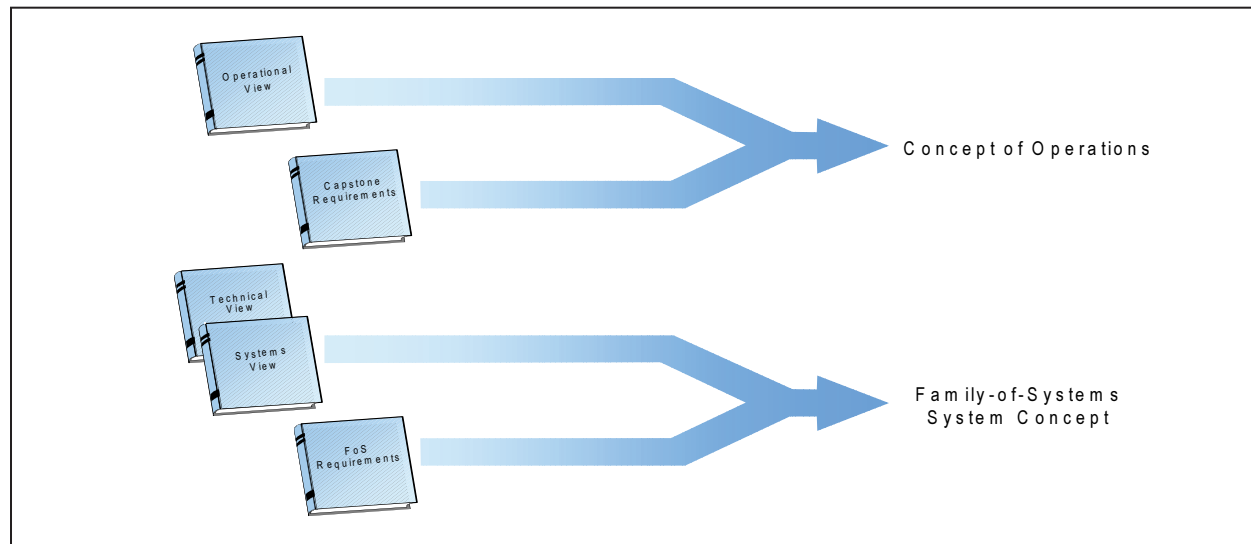 Operational
View
Capstone
Requirements
Concept of Operations
Technical
View
Systems
View
FoS
Requirements
Family-of-Systems
System Concept